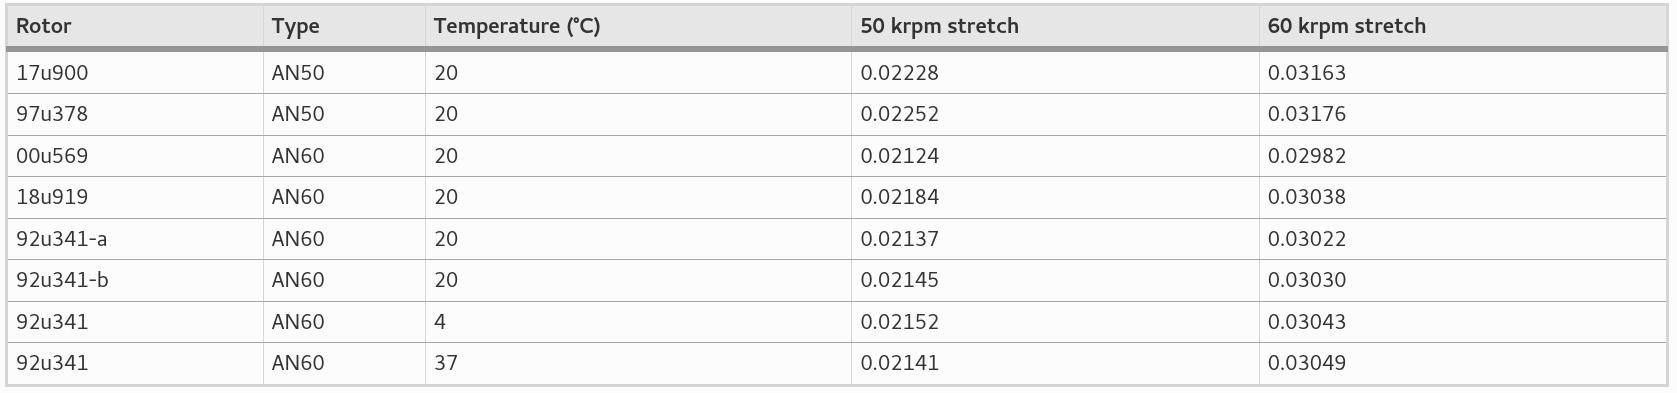 Rotor Type Temperature (°C) 50 krpm stretch 60 krpm stretch
17u900 AN50 20 0.02228 0.03163
97u378 AN50 20 0.02252 0.03176
00u569 AN60 20 0.02124 0.02982
18u919 AN60 20 0.02184 0.03038
92u341-a AN60 20 0.02137 0.03022
92u341-b AN60 20 0.02145 0.03030
92u341 AN60 4 0.02152 0.03043
92u341 AN60 37 0.02141 0.03049